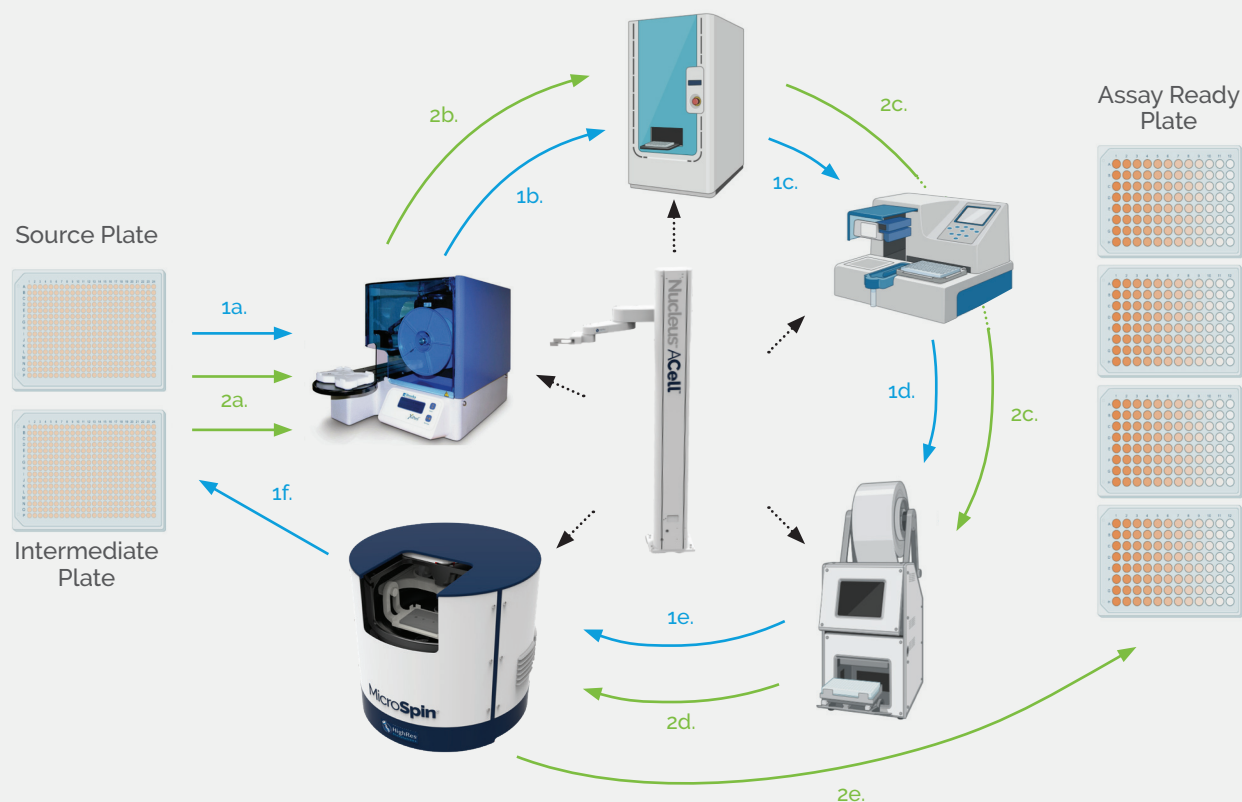 2b.
2c.
Assay Ready
Plate
1b.
1c.
Source Plate
1a.
2a.
Nucleus ACell
1d.
2c.
1f.
Intermediate
Plate
1e.
2d.
MicroSpin
HighRes
2e.